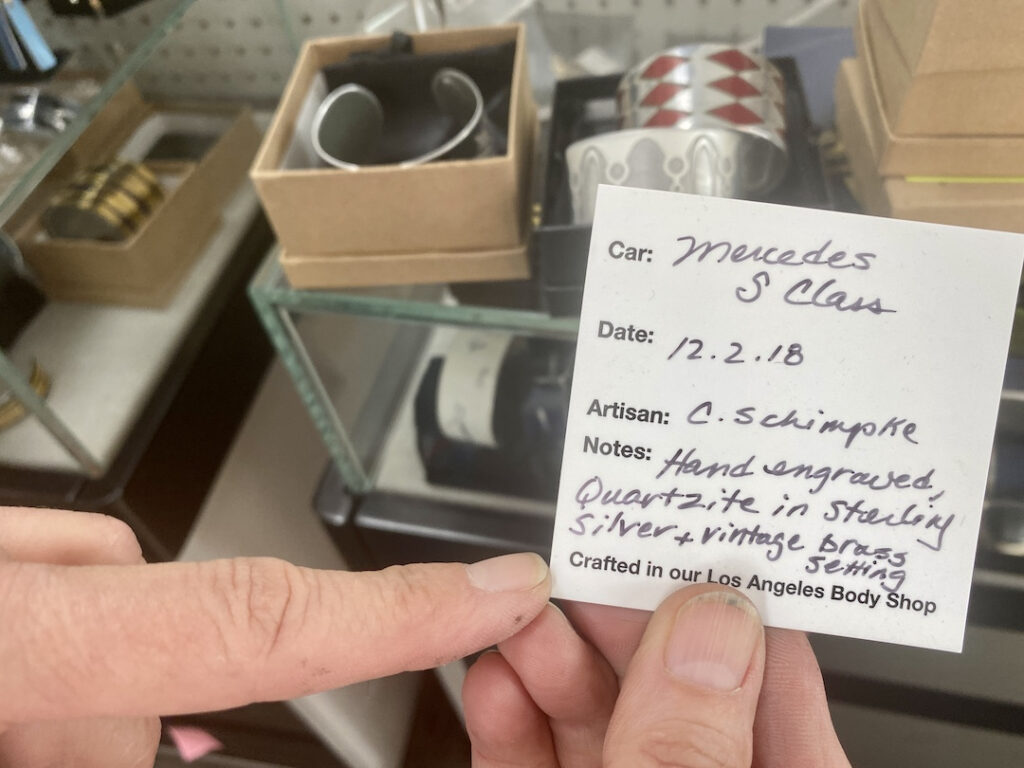 Car: Mercedes
S Class
Date: 12.2.18
Artisan: C. Schimpke
Notes: Hand engraved,
Quartzite in Sterling
Silver + vintage brass
setting
Crafted in our Los Angeles Body Shop